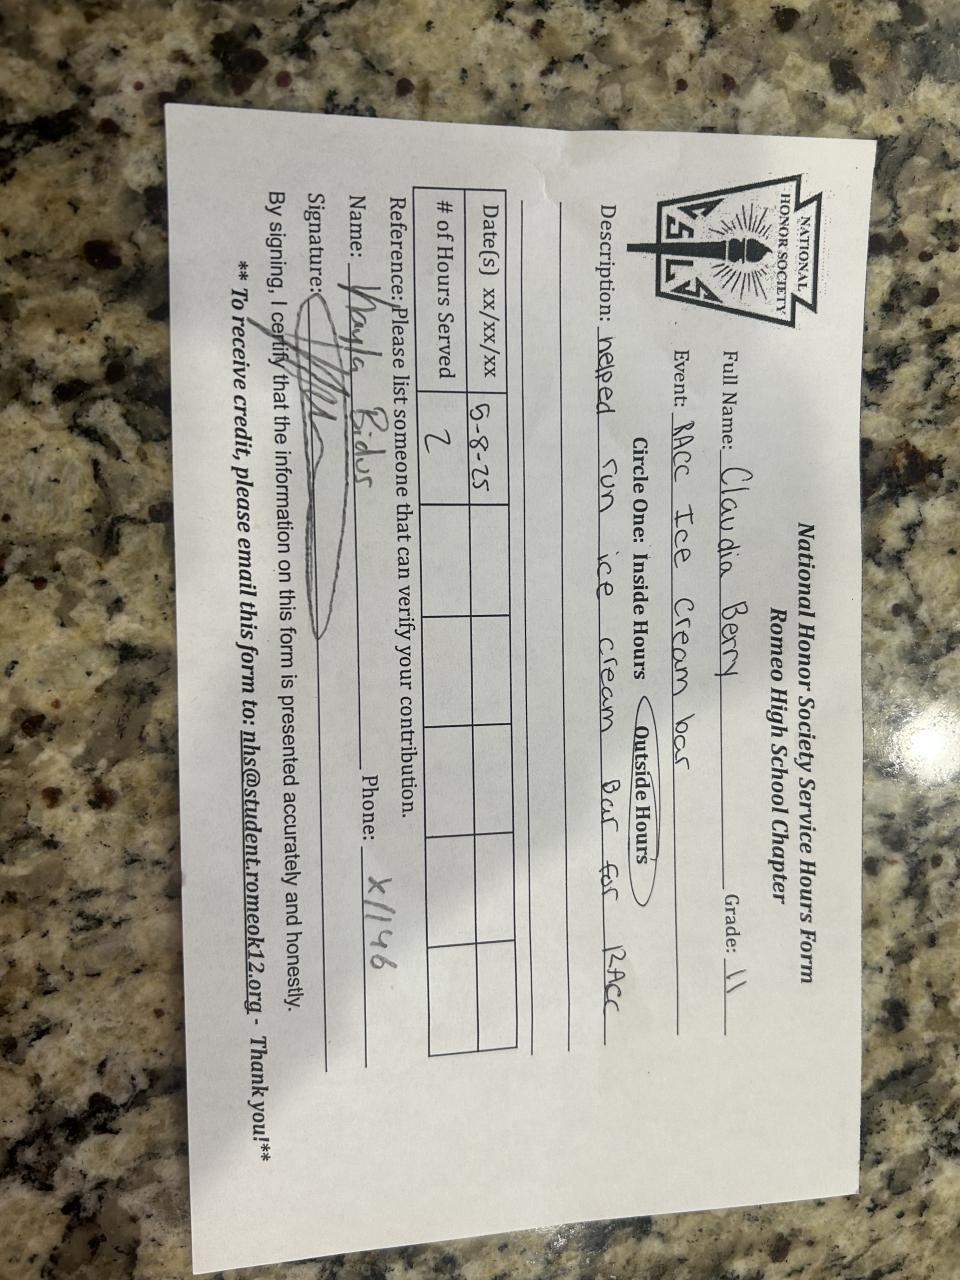 National Honor Society Service Hours Form
Romeo High School Chapter
NATIONAL
HONOR SOCIETY
C S L S
Full Name: Claudia Berry Grade: 11
Event: RACC Ice Cream bar
Circle One: Inside Hours Outside Hours
Description: helped run ice cream Bar for RACC
Date(s) xx/xx/xx 5-8-25
# of Hours Served 2
Reference: Please list someone that can verify your contribution.
Name: Kayla Bidus Phone: x1146
Signature:
By signing, I certify that the information on this form is presented accurately and honestly.
** To receive credit, please email this form to: nhs@student.romeok12.org - Thank you!**